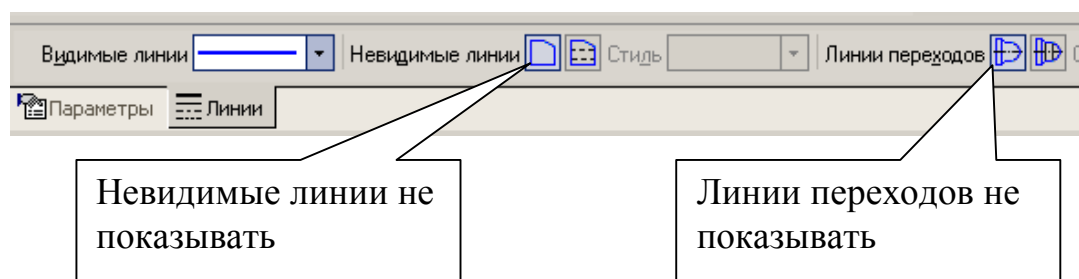 Видимые линии Невидимые линии Стиль Линии переходов
Параметры Линии
Невидимые линии не
показывать
Линии переходов не
показывать